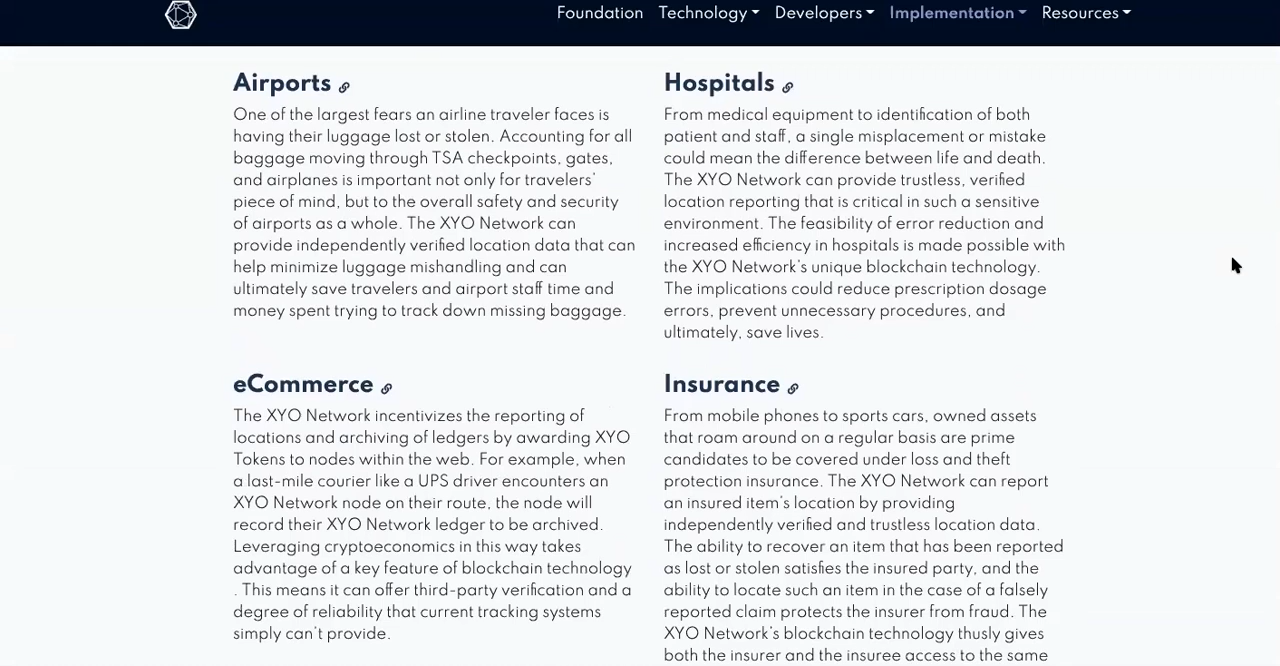 Foundation Technology Developers Implementation Resources
Airports
One of the largest fears an airline traveler faces is
having their luggage lost or stolen. Accounting for all
baggage moving through TSA checkpoints, gates,
and airplanes is important not only for travelers'
piece of mind, but to the overall safety and security
of airports as a whole. The XYO Network can
provide independently verified location data that can
help minimize luggage mishandling and can
ultimately save travelers and airport staff time and
money spent trying to track down missing baggage.
Hospitals
From medical equipment to identification of both
patient and staff, a single misplacement or mistake
could mean the difference between life and death.
The XYO Network can provide trustless, verified
location reporting that is critical in such a sensitive
environment. The feasibility of error reduction and
increased efficiency in hospitals is made possible with
the XYO Network's unique blockchain technology.
The implications could reduce prescription dosage
errors, prevent unnecessary procedures, and
ultimately, save lives.
eCommerce
The XYO Network incentivizes the reporting of
locations and archiving of ledgers by awarding XYO
Tokens to nodes within the web. For example, when
a last-mile courier like a UPS driver encounters an
XYO Network node on their route, the node will
record their XYO Network ledger to be archived.
Leveraging cryptoeconomics in this way takes
advantage of a key feature of blockchain technology
. This means it can offer third-party verification and a
degree of reliability that current tracking systems
simply can't provide.
Insurance
From mobile phones to sports cars, owned assets
that roam around on a regular basis are prime
candidates to be covered under loss and theft
protection insurance. The XYO Network can report
an insured item's location by providing
independently verified and trustless location data.
The ability to recover an item that has been reported
as lost or stolen satisfies the insured party, and the
ability to locate such an item in the case of a falsely
reported claim protects the insurer from fraud. The
XYO Network's blockchain technology thusly gives
both the insurer and the insuree access to the same